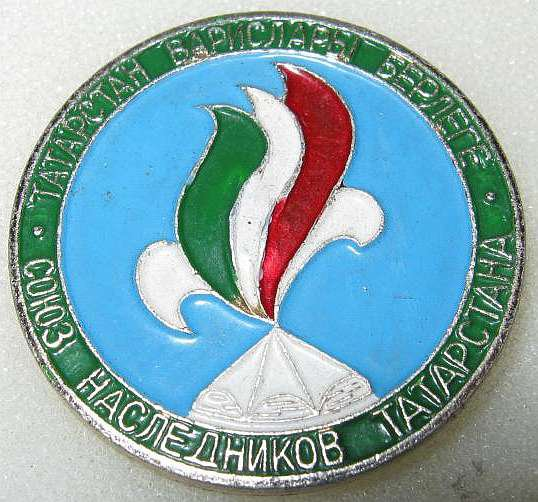 ТАТАРСТАН ВАРИСЛАРЫ БЕРЛЕГЕ
СОЮЗ НАСЛЕДНИКОВ ТАТАРСТАНА